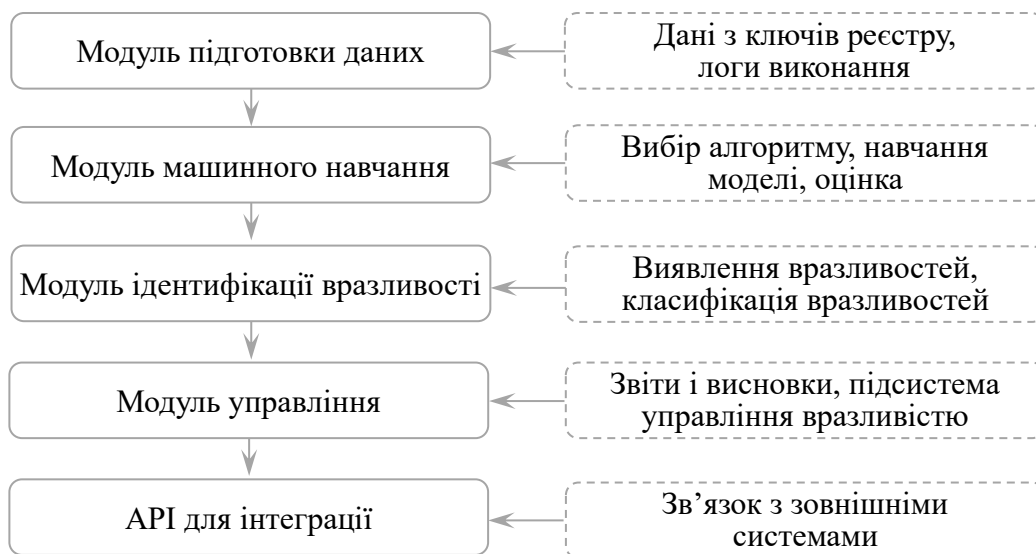 Модуль підготовки даних
Дані з ключів реєстру,
логи виконання
Модуль машинного навчання
Вибір алгоритму, навчання
моделі, оцінка
Модуль ідентифікації вразливості
Виявлення вразливостей,
класифікація вразливостей
Модуль управління
Звіти і висновки, підсистема
управління вразливістю
API для інтеграції
Зв’язок з зовнішніми
системами